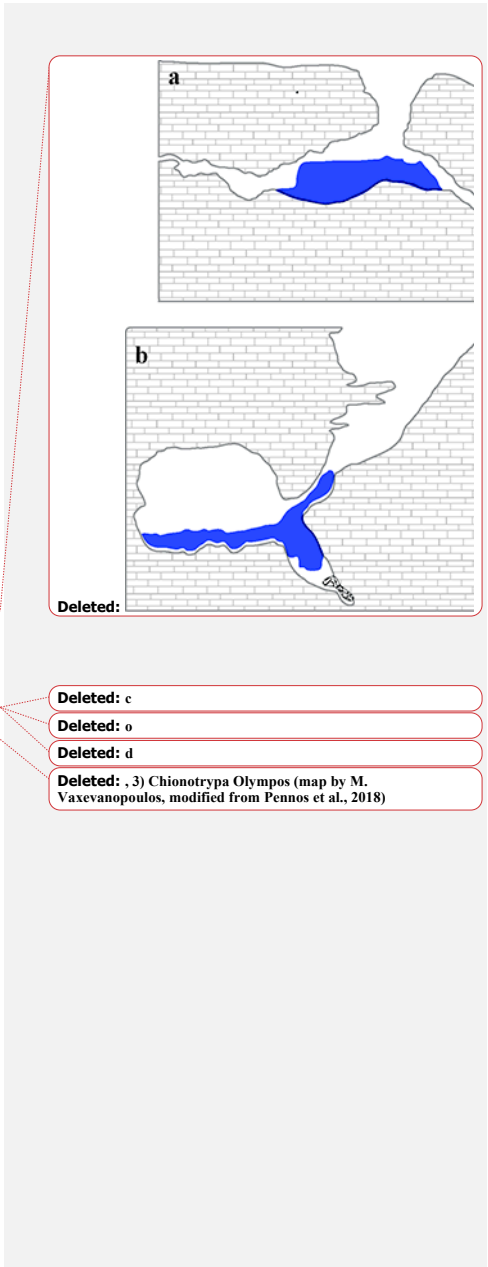 a
b
Deleted:
Deleted: c
Deleted: o
Deleted: d
Deleted: , 3) Chionotrypa Olympos (map by M.
Vaxevanopoulos, modified from Pennos et al., 2018)